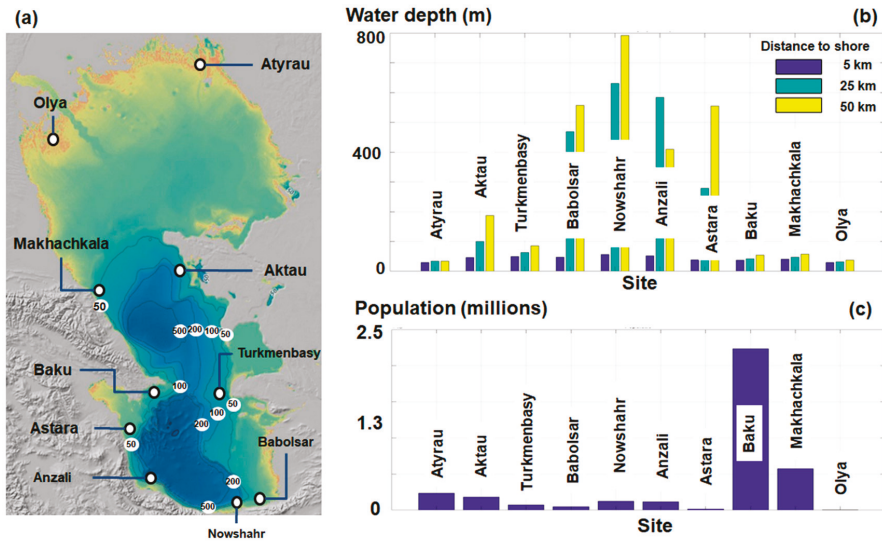 (a)
Atyrau
Olya
Makhachkala
Aktau
50
500
200
100
50
Turkmenbasy
Baku
100
50
100
200
Astara
50
Babolsar
Anzali
200
500
Nowshahr
Water depth (m)
(b)
800
400
0
Distance to shore
5 km
25 km
50 km
Atyrau
Aktau
Turkmenbasy
Babolsar
Nowshahr
Anzali
Astara
Baku
Makhachkala
Olya
Site
Population (millions)
(c)
2.5
1.3
0
Atyrau
Aktau
Turkmenbasy
Babolsar
Nowshahr
Anzali
Astara
Baku
Makhachkala
Olya
Site